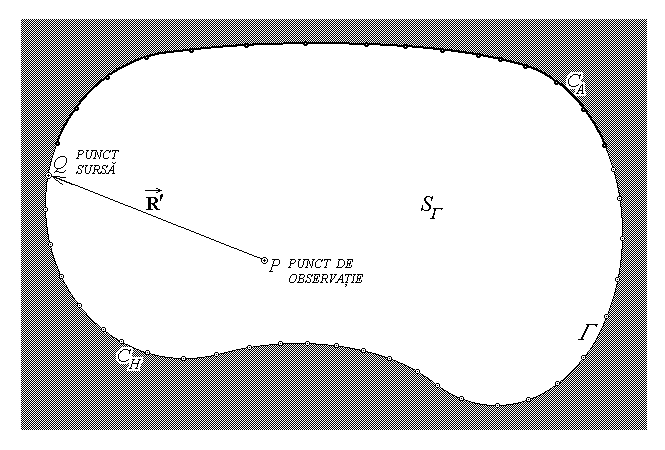 C_A
Q PUNCT
SURSĂ
R'
S_Γ
P PUNCT DE
OBSERVAȚIE
Γ
C_H